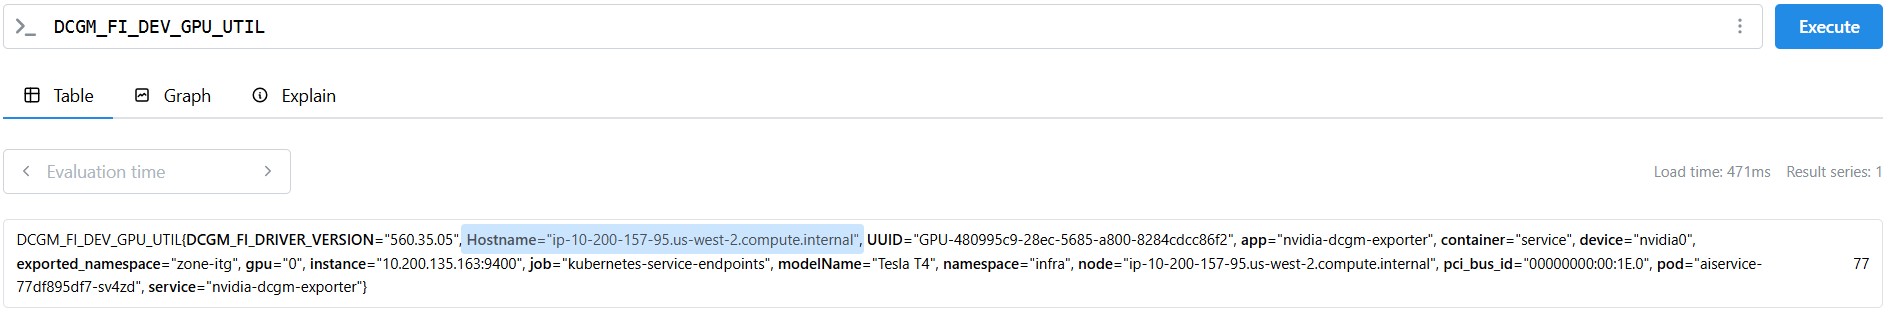 DCGM_FI_DEV_GPU_UTIL
Execute
Table Graph Explain
Evaluation time
Load time: 471ms Result series: 1
DCGM_FI_DEV_GPU_UTIL{DCGM_FI_DRIVER_VERSION="560.35.05", Hostname="ip-10-200-157-95.us-west-2.compute.internal", UUID="GPU-480995c9-28ec-5685-a800-8284cdcc86f2", app="nvidia-dcgm-exporter", container="service", device="nvidia0",
exported_namespace="zone-itg", gpu="0", instance="10.200.135.163:9400", job="kubernetes-service-endpoints", modelName="Tesla T4", namespace="infra", node="ip-10-200-157-95.us-west-2.compute.internal", pci_bus_id="00000000:00:1E.0", pod="aiservice- 77
77df895df7-sv4zd", service="nvidia-dcgm-exporter"}